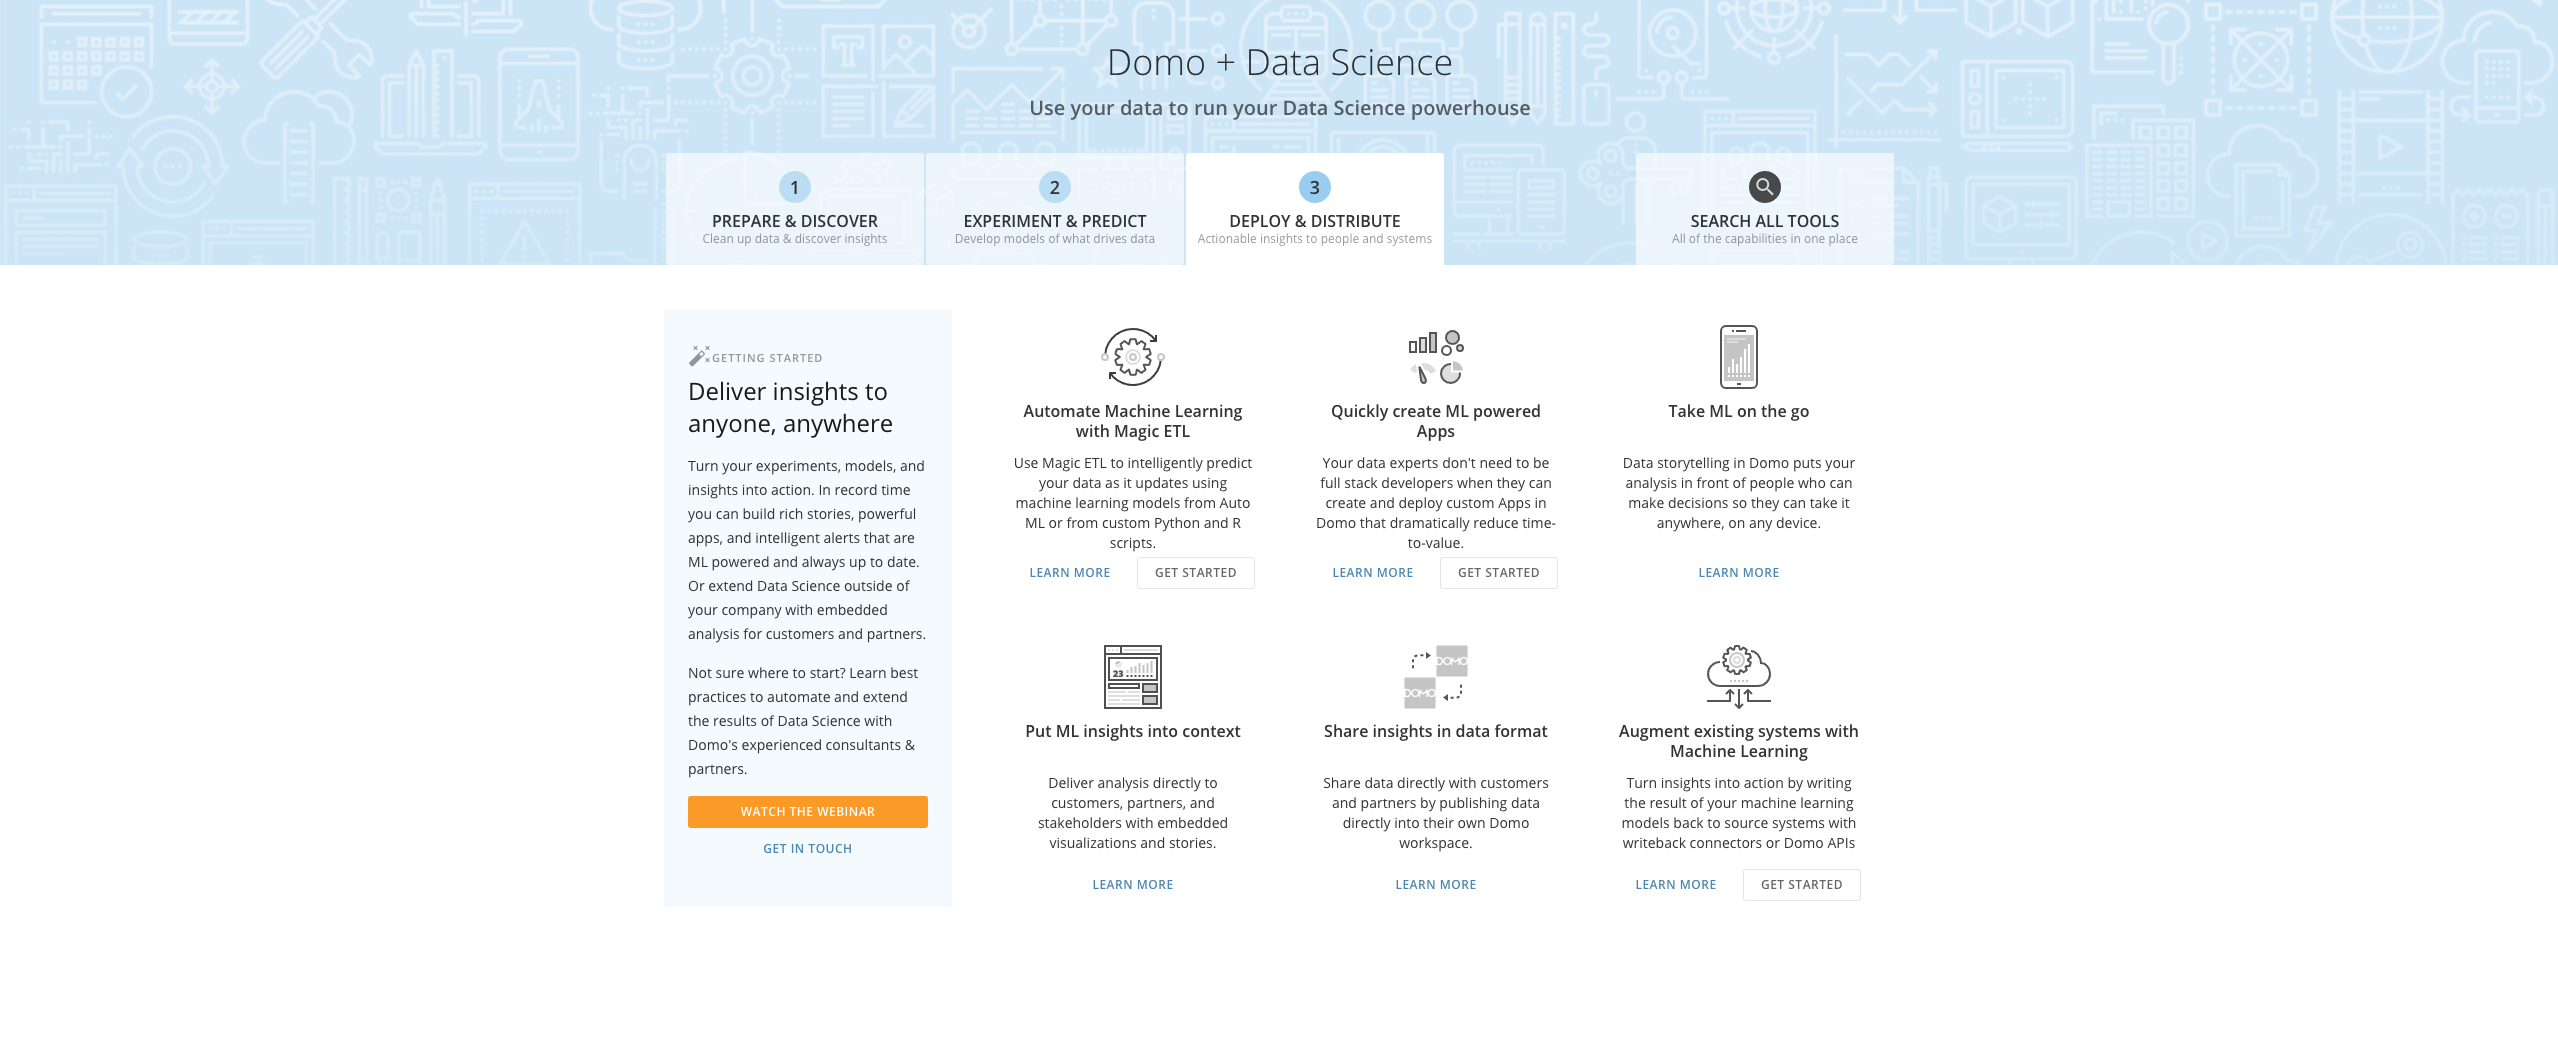 Domo + Data Science
Use your data to run your Data Science powerhouse
1
PREPARE & DISCOVER
Clean up data & discover insights
2
EXPERIMENT & PREDICT
Develop models of what drives data
3
DEPLOY & DISTRIBUTE
Actionable insights to people and systems
SEARCH ALL TOOLS
All of the capabilities in one place
GETTING STARTED
Deliver insights to
anyone, anywhere
Turn your experiments, models, and
insights into action. In record time
you can build rich stories, powerful
apps, and intelligent alerts that are
ML powered and always up to date.
Or extend Data Science outside of
your company with embedded
analysis for customers and partners.
Not sure where to start? Learn best
practices to automate and extend
the results of Data Science with
Domo's experienced consultants &
partners.
WATCH THE WEBINAR
GET IN TOUCH
Automate Machine Learning
with Magic ETL
Use Magic ETL to intelligently predict
your data as it updates using
machine learning models from Auto
ML or from custom Python and R
scripts.
LEARN MORE
GET STARTED
Quickly create ML powered
Apps
Your data experts don't need to be
full stack developers when they can
create and deploy custom Apps in
Domo that dramatically reduce time-
to-value.
LEARN MORE
GET STARTED
Take ML on the go
Data storytelling in Domo puts your
analysis in front of people who can
make decisions so they can take it
anywhere, on any device.
LEARN MORE
23
Put ML insights into context
Deliver analysis directly to
customers, partners, and
stakeholders with embedded
visualizations and stories.
LEARN MORE
DOMO
DOMO
Share insights in data format
Share data directly with customers
and partners by publishing data
directly into their own Domo
workspace.
LEARN MORE
Augment existing systems with
Machine Learning
Turn insights into action by writing
the result of your machine learning
models back to source systems with
writeback connectors or Domo APIs
LEARN MORE
GET STARTED